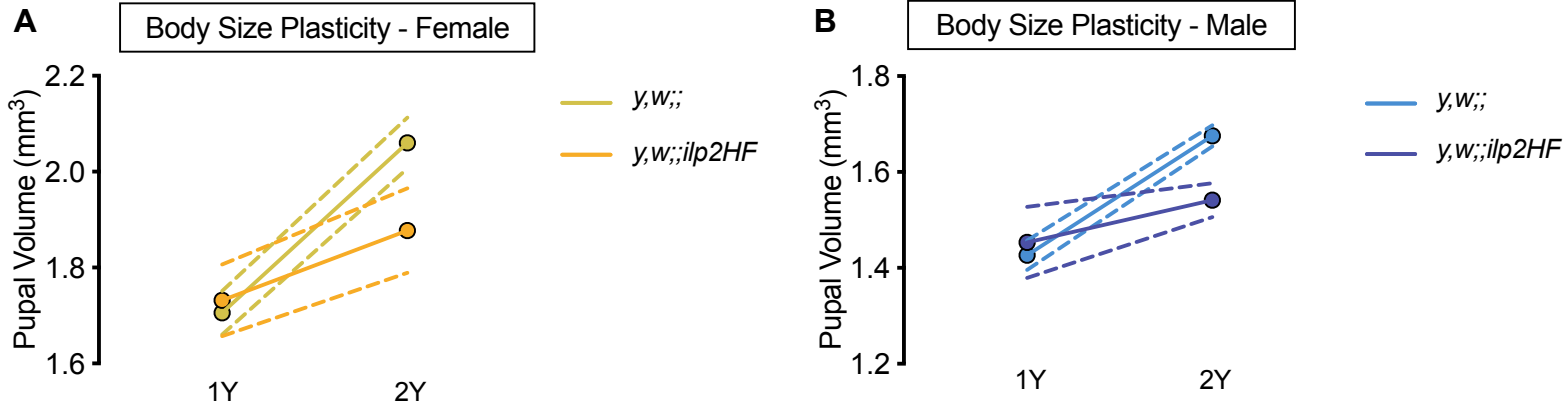 A
Body Size Plasticity - Female
Pupal Volume (mm³)
2.2
2.0
1.8
1.6
1Y
2Y
y,w;;
y,w;;ilp2HF
B
Body Size Plasticity - Male
Pupal Volume (mm³)
1.8
1.6
1.4
1.2
1Y
2Y
y,w;;
y,w;;ilp2HF